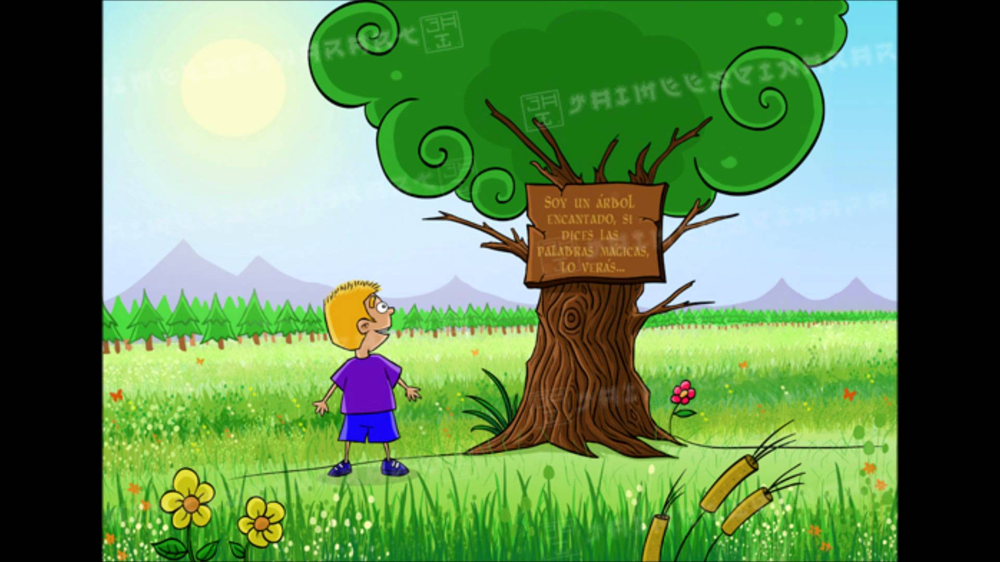 SOY UN ÁRBOL
ENCANTADO, SI
DICES LAS
PALABRAS MÁGICAS,
LO VERÁS...